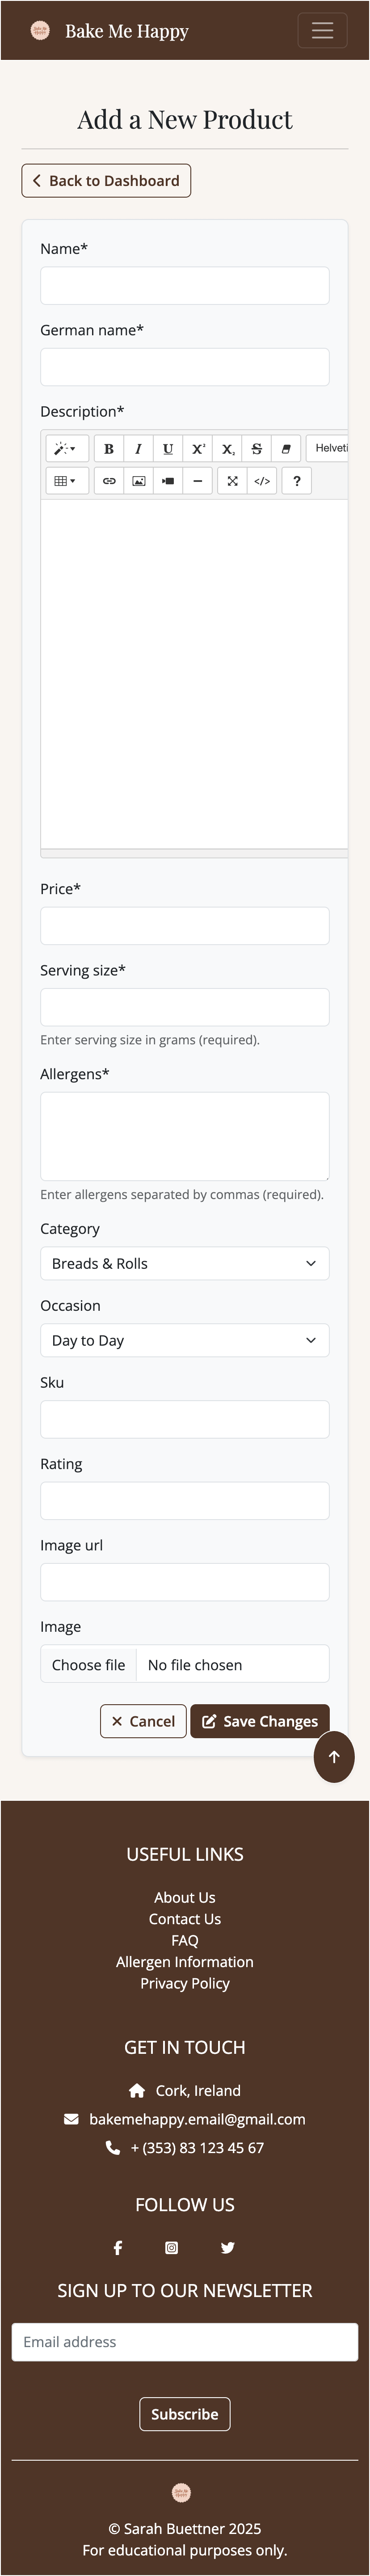 Bake Me Happy
Add a New Product
Back to Dashboard
Name*
German name*
Description*
B I U X² X₂ S Helveti
</> ?
Price*
Serving size*
Enter serving size in grams (required).
Allergens*
Enter allergens separated by commas (required).
Category
Breads & Rolls
Occasion
Day to Day
Sku
Rating
Image url
Image
Choose file No file chosen
Cancel Save Changes
USEFUL LINKS
About Us
Contact Us
FAQ
Allergen Information
Privacy Policy
GET IN TOUCH
Cork, Ireland
bakemehappy.email@gmail.com
+ (353) 83 123 45 67
FOLLOW US
SIGN UP TO OUR NEWSLETTER
Email address
Subscribe
© Sarah Buettner 2025
For educational purposes only.